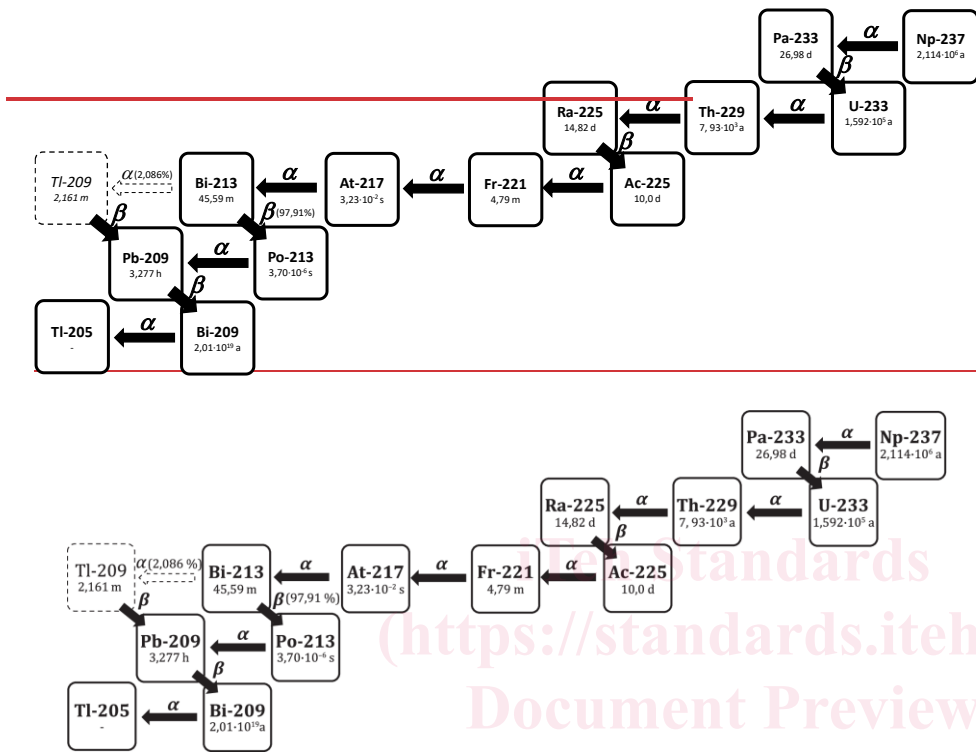 Pa-233
26,98 d
α
Np-237
2,114·10⁶ a
β
Ra-225
14,82 d
α
Th-229
7, 93·10³ a
α
U-233
1,592·10⁵ a
β
Tl-209
2,161 m
α(2,086%)
Bi-213
45,59 m
α
At-217
3,23·10⁻² s
α
Fr-221
4,79 m
α
Ac-225
10,0 d
β
β(97,91%)
Pb-209
3,277 h
α
Po-213
3,70·10⁻⁶ s
β
Tl-205
-
α
Bi-209
2,01·10¹⁹ a
Pa-233
26,98 d
α
Np-237
2,114·10⁶ a
β
Ra-225
14,82 d
α
Th-229
7, 93·10³ a
α
U-233
1,592·10⁵ a
β
Tl-209
2,161 m
α(2,086 %)
Bi-213
45,59 m
α
At-217
3,23·10⁻² s
α
Fr-221
4,79 m
α
Ac-225
10,0 d
β
β(97,91 %)
Pb-209
3,277 h
α
Po-213
3,70·10⁻⁶ s
β
Tl-205
-
α
Bi-209
2,01·10¹⁹a
iTeh Standards
(https://standards.iteh
Document Preview